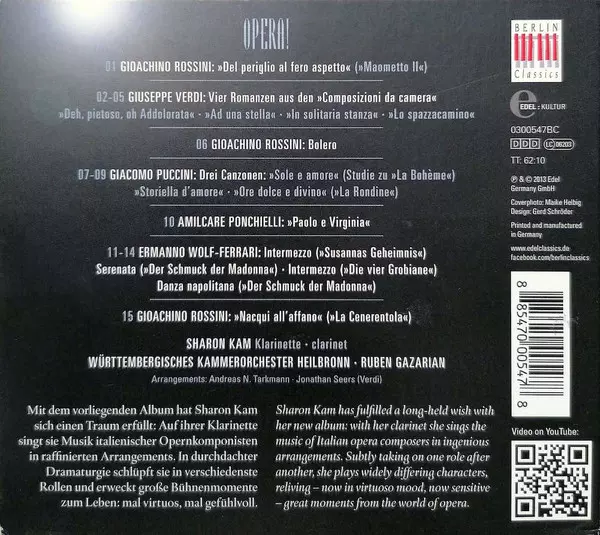 OPERA!
01 GIOACHINO ROSSINI: »Del periglio al fero aspetto« (»Maometto II«)
02-05 GIUSEPPE VERDI: Vier Romanzen aus den »Composizioni da camera«
»Deh, pietoso, oh Addolorata« · »Ad una stella« · »In solitaria stanza« · »Lo spazzacamino«
06 GIOACHINO ROSSINI: Bolero
07-09 GIACOMO PUCCINI: Drei Canzonen: »Sole e amore« (Studie zu »La Bohème«)
»Storiella d'amore« · »Ore dolce e divino« (»La Rondine«)
10 AMILCARE PONCHIELLI: »Paolo e Virginia«
11-14 ERMANNO WOLF-FERRARI: Intermezzo (»Susannas Geheimnis«)
Serenata (»Der Schmuck der Madonna«) · Intermezzo (»Die vier Grobiane«)
Danza napolitana (»Der Schmuck der Madonna«)
15 GIOACHINO ROSSINI: »Nacqui all'affano« (»La Cenerentola«)
SHARON KAM Klarinette · clarinet
WÜRTTEMBERGISCHES KAMMERORCHESTER HEILBRONN · RUBEN GAZARIAN
Arrangements: Andreas N. Tarkmann · Jonathan Seers (Verdi)
Mit dem vorliegenden Album hat Sharon Kam
sich einen Traum erfüllt: Auf ihrer Klarinette
singt sie Musik italienischer Opernkomponisten
in raffinierten Arrangements. In durchdachter
Dramaturgie schlüpft sie in verschiedenste
Rollen und erweckt große Bühnenmomente
zum Leben: mal virtuos, mal gefühlvoll.
Sharon Kam has fulfilled a long-held wish with
her new album: with her clarinet she sings the
music of Italian opera composers in ingenious
arrangements. Subtly taking on one role after
another, she plays widely differing characters,
reliving – now in virtuoso mood, now sensitive
– great moments from the world of opera.
BERLIN
Classics
e
EDEL:KULTUR
0300547BC
DDD LC 06203
TT: 62:10
℗ & © 2013 Edel
Germany GmbH
Coverphoto: Maike Helbig
Design: Gerd Schröder
Printed and manufactured
in Germany
www.edelclassics.de
facebook.com/berlinclassics
8 85470 00547 8
Video on YouTube: